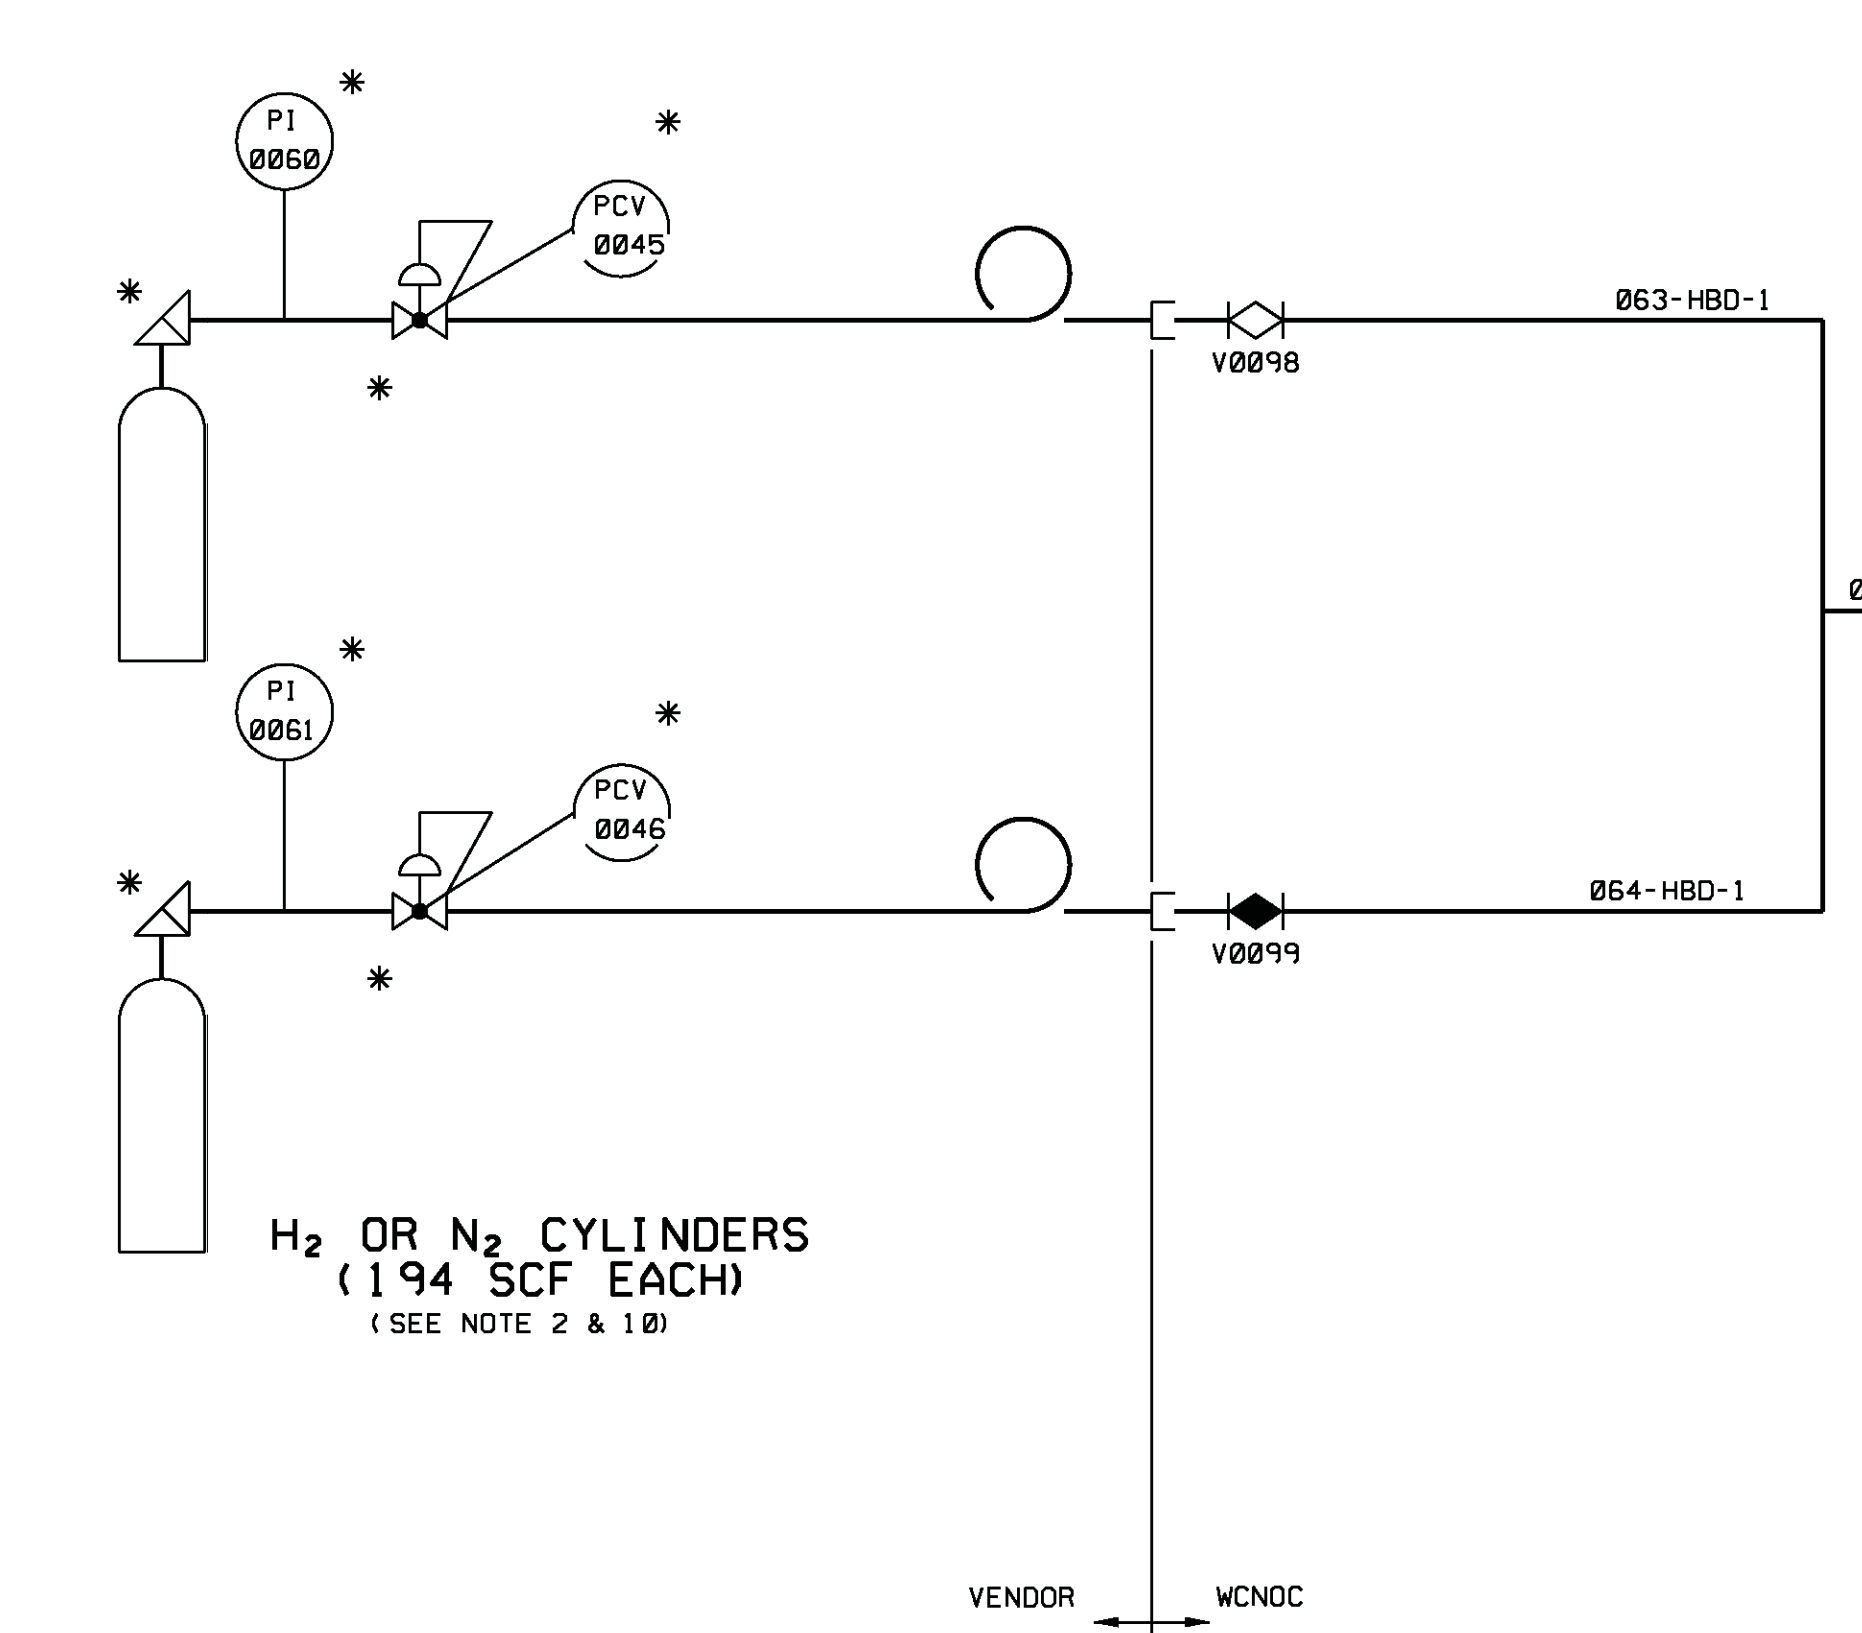 *
PI
0060
*
PCV
0045
*
*
063-HBD-1
V0098
*
PI
0061
*
PCV
0046
*
*
064-HBD-1
V0099
H₂ OR N₂ CYLINDERS
(194 SCF EACH)
(SEE NOTE 2 & 10)
VENDOR
WCNOC